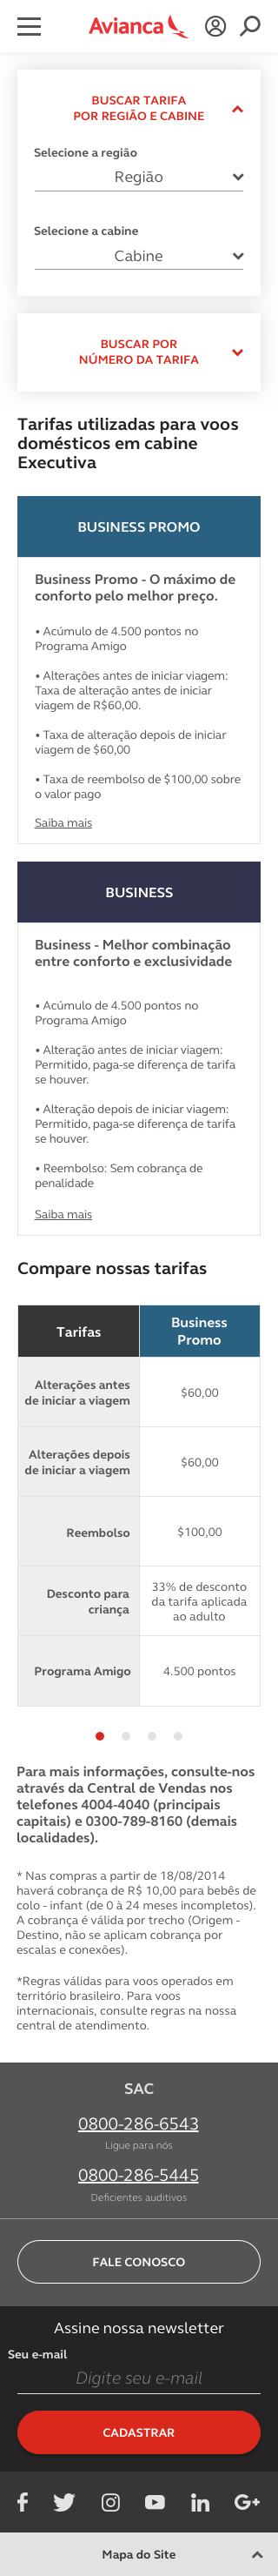 Avianca
BUSCAR TARIFA
POR REGIÃO E CABINE
Selecione a região
Região
Selecione a cabine
Cabine
BUSCAR POR
NÚMERO DA TARIFA
Tarifas utilizadas para voos
domésticos em cabine
Executiva
BUSINESS PROMO
Business Promo - O máximo de
conforto pelo melhor preço.
• Acúmulo de 4.500 pontos no
Programa Amigo
• Alterações antes de iniciar viagem:
Taxa de alteração antes de iniciar
viagem de R$60,00.
• Taxa de alteração depois de iniciar
viagem de $60,00
• Taxa de reembolso de $100,00 sobre
o valor pago
Saiba mais
BUSINESS
Business - Melhor combinação
entre conforto e exclusividade
• Acúmulo de 4.500 pontos no
Programa Amigo
• Alteração antes de iniciar viagem:
Permitido, paga-se diferença de tarifa
se houver.
• Alteração depois de iniciar viagem:
Permitido, paga-se diferença de tarifa
se houver.
• Reembolso: Sem cobrança de
penalidade
Saiba mais
Compare nossas tarifas
Tarifas
Business
Promo
Alterações antes
de iniciar a viagem
$60,00
Alterações depois
de iniciar a viagem
$60,00
Reembolso
$100,00
Desconto para
criança
33% de desconto
da tarifa aplicada
ao adulto
Programa Amigo
4.500 pontos
Para mais informações, consulte-nos
através da Central de Vendas nos
telefones 4004-4040 (principais
capitais) e 0300-789-8160 (demais
localidades).
* Nas compras a partir de 18/08/2014
haverá cobrança de R$ 10,00 para bebês de
colo - infant (de 0 à 24 meses incompletos).
A cobrança é válida por trecho (Origem -
Destino, não se aplicam cobrança por
escalas e conexões).
*Regras válidas para voos operados em
território brasileiro. Para voos
internacionais, consulte regras na nossa
central de atendimento.
SAC
0800-286-6543
Ligue para nós
0800-286-5445
Deficientes auditivos
FALE CONOSCO
Assine nossa newsletter
Seu e-mail
Digite seu e-mail
CADASTRAR
Mapa do Site